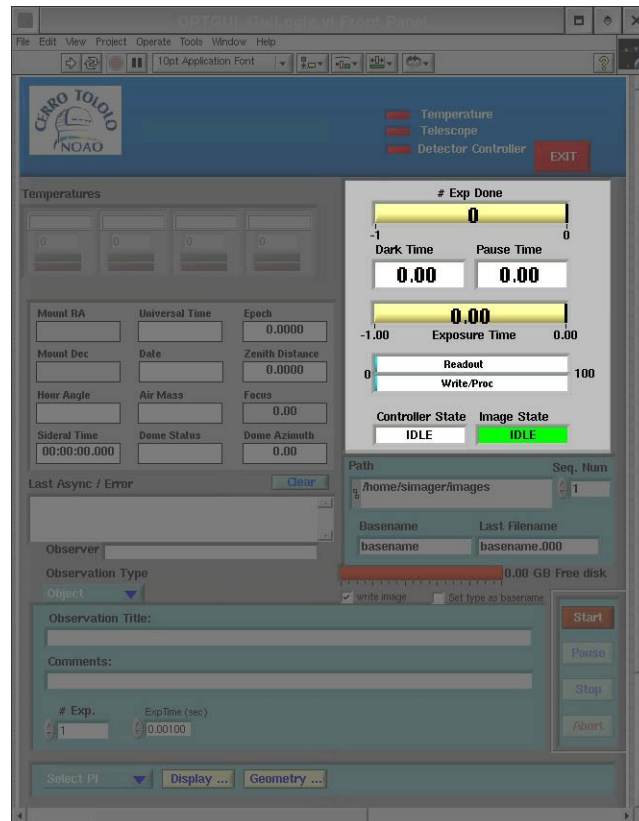 OPTGUI_GuiLogic.vi Front Panel
File Edit View Project Operate Tools Window Help
10pt Application Font
?
CERRO TOLOLO
NOAO
Temperature
Telescope
Detector Controller
EXIT
Temperatures
0 0 0 0
# Exp Done
0
-1 0
Dark Time Pause Time
0.00 0.00
0.00
-1.00 Exposure Time 0.00
Readout
0 100
Write/Proc
Controller State Image State
IDLE IDLE
Mount RA Universal Time Epoch
0.0000
Mount Dec Date Zenith Distance
0.0000
Hour Angle Air Mass Focus
0.00
Sideral Time Dome Status Dome Azimuth
00:00:00.000 0.00
Last Async / Error Clear
Path Seq. Num
/home/simager/images 1
Basename Last Filename
basename basename.000
Observer
Observation Type
Object
0.00 GB Free disk
write image Set type as basename
Observation Title:
Comments:
# Exp. ExpTime (sec)
1 0.00100
Start
Pause
Stop
Abort
Select PI Display ... Geometry ...